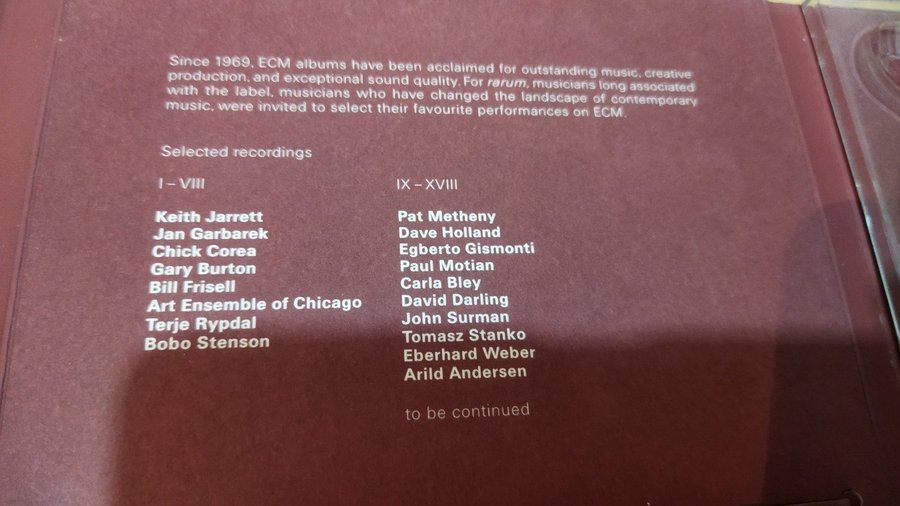 Since 1969, ECM albums have been acclaimed for outstanding music, creative
production, and exceptional sound quality. For rarum, musicians long associated
with the label, musicians who have changed the landscape of contemporary
music, were invited to select their favourite performances on ECM.
Selected recordings
I – VIII
Keith Jarrett
Jan Garbarek
Chick Corea
Gary Burton
Bill Frisell
Art Ensemble of Chicago
Terje Rypdal
Bobo Stenson
IX – XVIII
Pat Metheny
Dave Holland
Egberto Gismonti
Paul Motian
Carla Bley
David Darling
John Surman
Tomasz Stanko
Eberhard Weber
Arild Andersen
to be continued